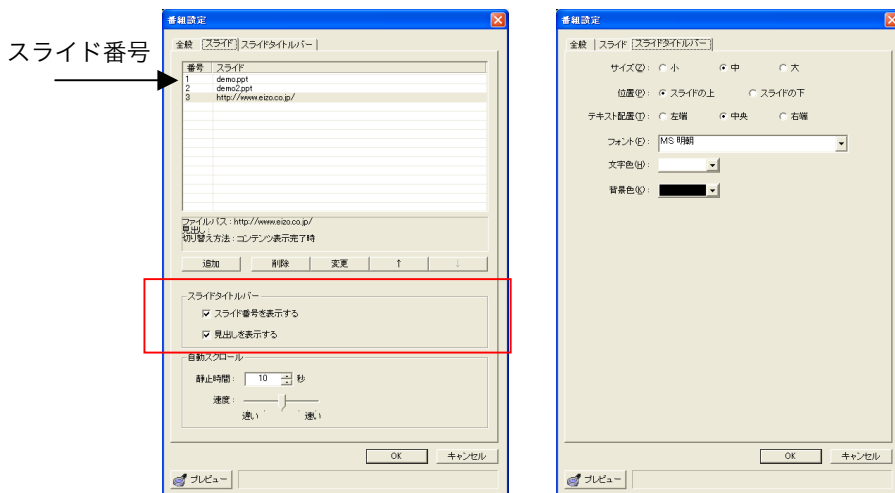 スライド番号
番組設定
全般 スライド スライドタイトルバー
番号 スライド
1 demo.ppt
2 demo2.ppt
3 http://www.eizo.co.jp/
ファイルパス : http://www.eizo.co.jp/
見出し :
切り替え方法 : コンテンツ表示完了時
追加 削除 変更 ↑ ↓
スライドタイトルバー
スライド番号を表示する
見出しを表示する
自動スクロール
静止時間 : 10 秒
速度 :
遅い 速い
OK キャンセル
プレビュー
番組設定
全般 スライド スライドタイトルバー
サイズ(Z) : 小 中 大
位置(P) : スライドの上 スライドの下
テキスト配置(T) : 左端 中央 右端
フォント(F) : MS 明朝
文字色(H) :
背景色(K) :
OK キャンセル
プレビュー